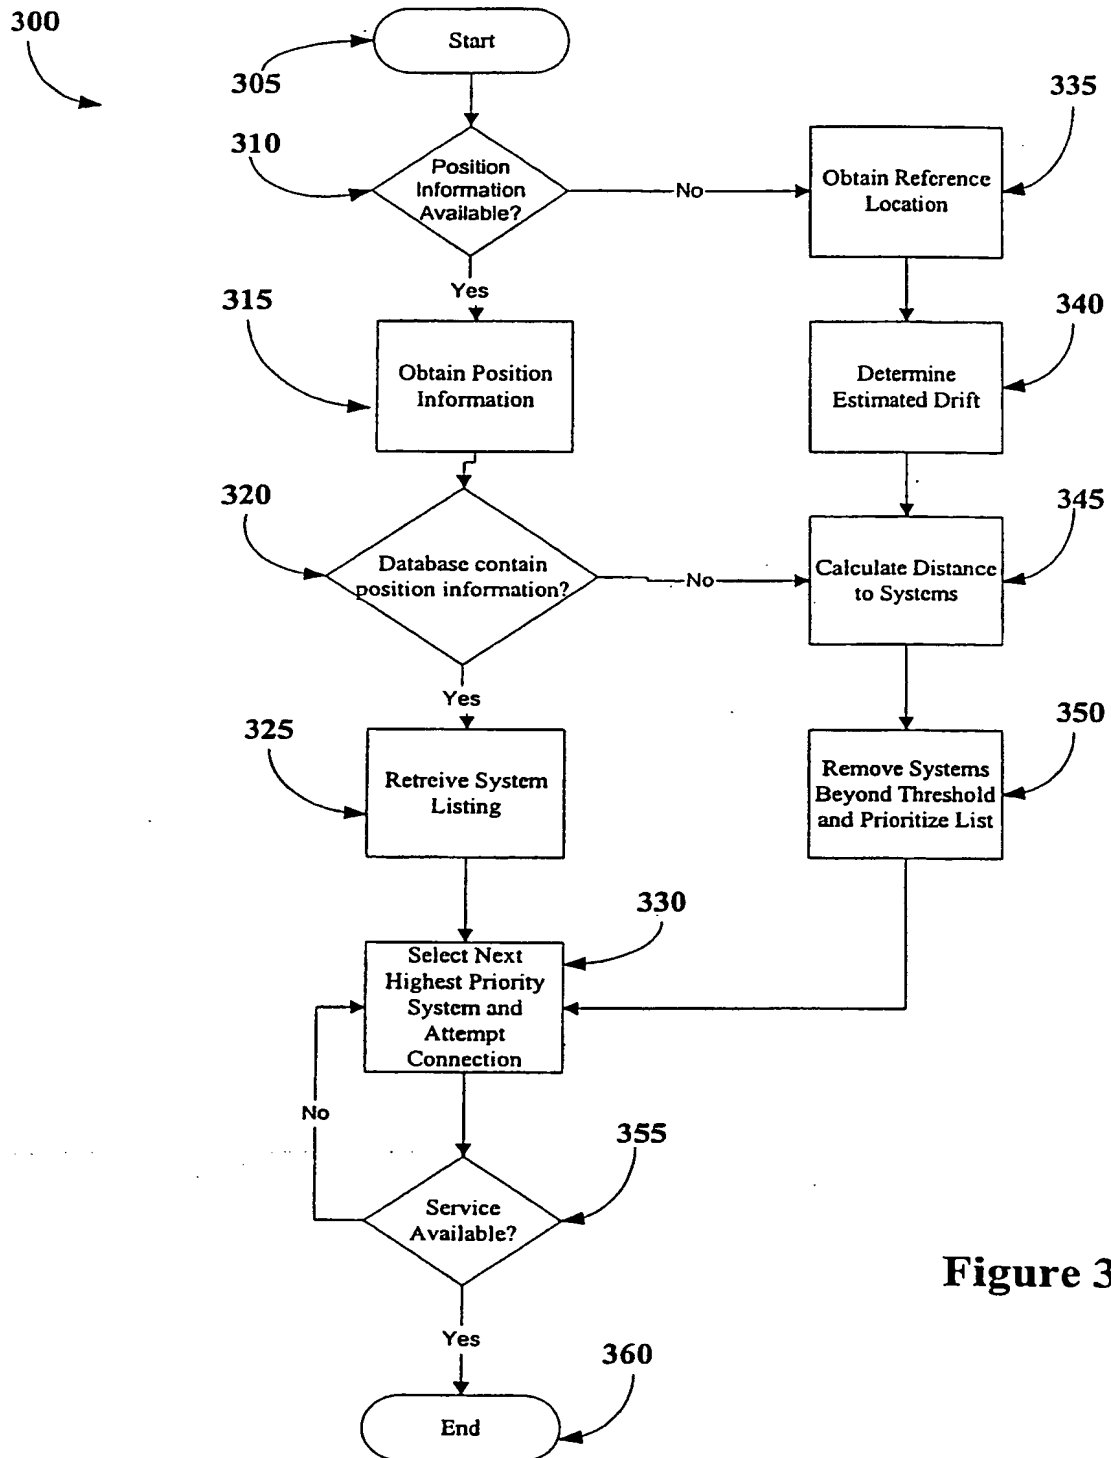 300
Start
305
335
310
Position
Information
Available?
No
Obtain Reference
Location
Yes
315
340
Obtain Position
Information
Determine
Estimated Drift
320
345
Database contain
position information?
No
Calculate Distance
to Systems
Yes
325
350
Retreive System
Listing
Remove Systems
Beyond Threshold
and Prioritize List
330
Select Next
Highest Priority
System and
Attempt
Connection
No
355
Service
Available?
Figure 3
Yes
360
End